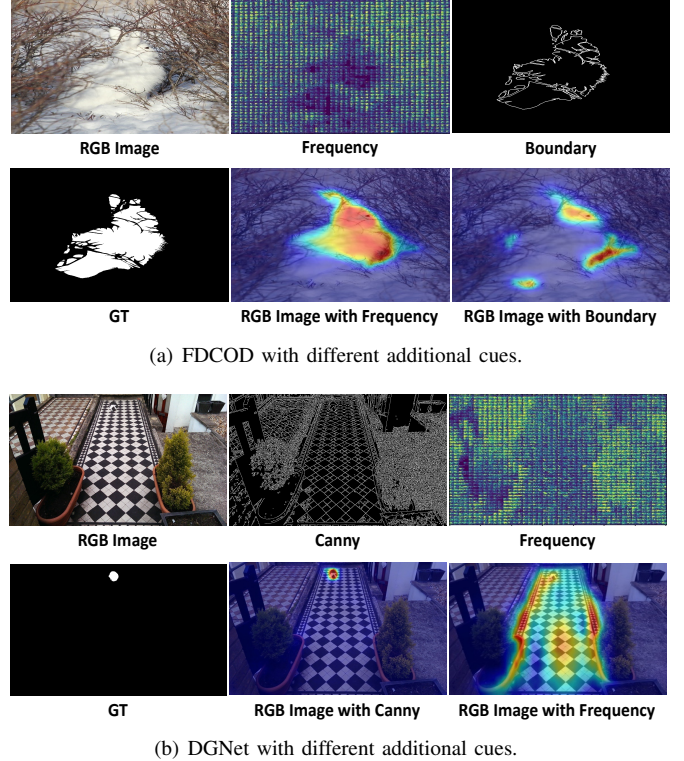 RGB Image
Frequency
Boundary
GT
RGB Image with Frequency
RGB Image with Boundary
(a) FDCOD with different additional cues.
RGB Image
Canny
Frequency
GT
RGB Image with Canny
RGB Image with Frequency
(b) DGNet with different additional cues.